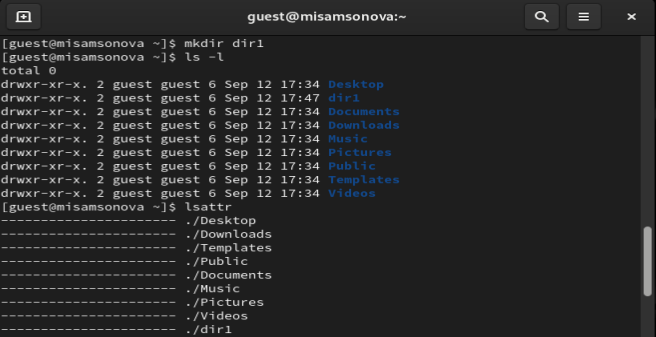 guest@misamsonova:~
[guest@misamsonova ~]$ mkdir dir1
[guest@misamsonova ~]$ ls -l
total 0
drwxr-xr-x. 2 guest guest 6 Sep 12 17:34 Desktop
drwxr-xr-x. 2 guest guest 6 Sep 12 17:47 dir1
drwxr-xr-x. 2 guest guest 6 Sep 12 17:34 Documents
drwxr-xr-x. 2 guest guest 6 Sep 12 17:34 Downloads
drwxr-xr-x. 2 guest guest 6 Sep 12 17:34 Music
drwxr-xr-x. 2 guest guest 6 Sep 12 17:34 Pictures
drwxr-xr-x. 2 guest guest 6 Sep 12 17:34 Public
drwxr-xr-x. 2 guest guest 6 Sep 12 17:34 Templates
drwxr-xr-x. 2 guest guest 6 Sep 12 17:34 Videos
[guest@misamsonova ~]$ lsattr
---------------------- ./Desktop
---------------------- ./Downloads
---------------------- ./Templates
---------------------- ./Public
---------------------- ./Documents
---------------------- ./Music
---------------------- ./Pictures
---------------------- ./Videos
---------------------- ./dir1